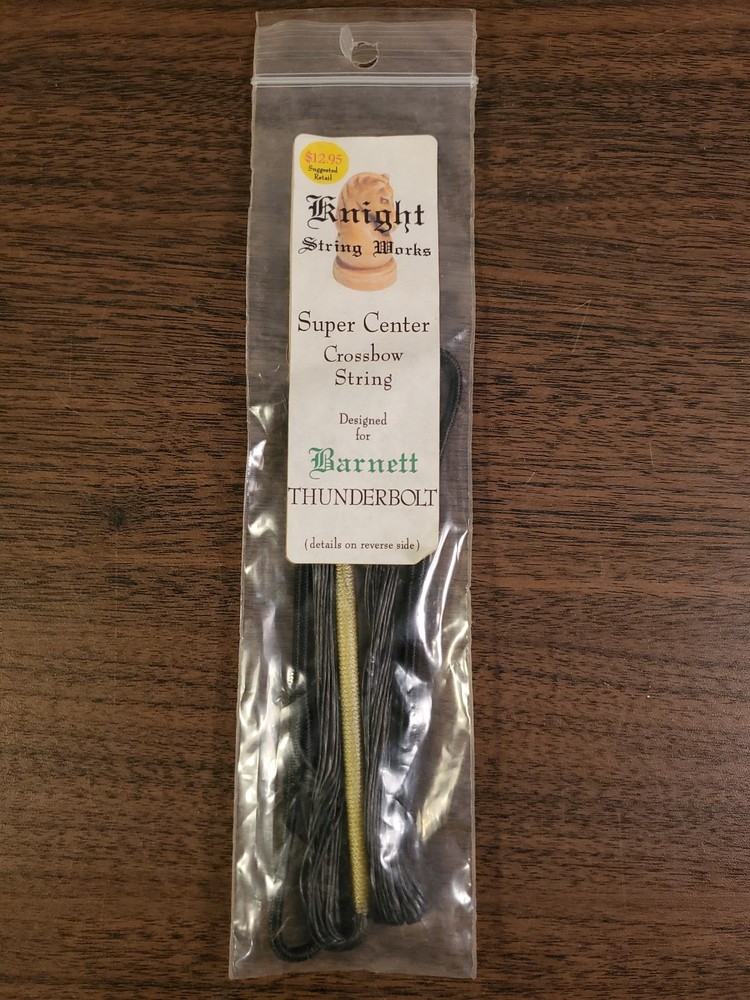 $12.95
Suggested
Retail
Knight
String Works
Super Center
Crossbow
String
Designed
for
Barnett
THUNDERBOLT
(details on reverse side)